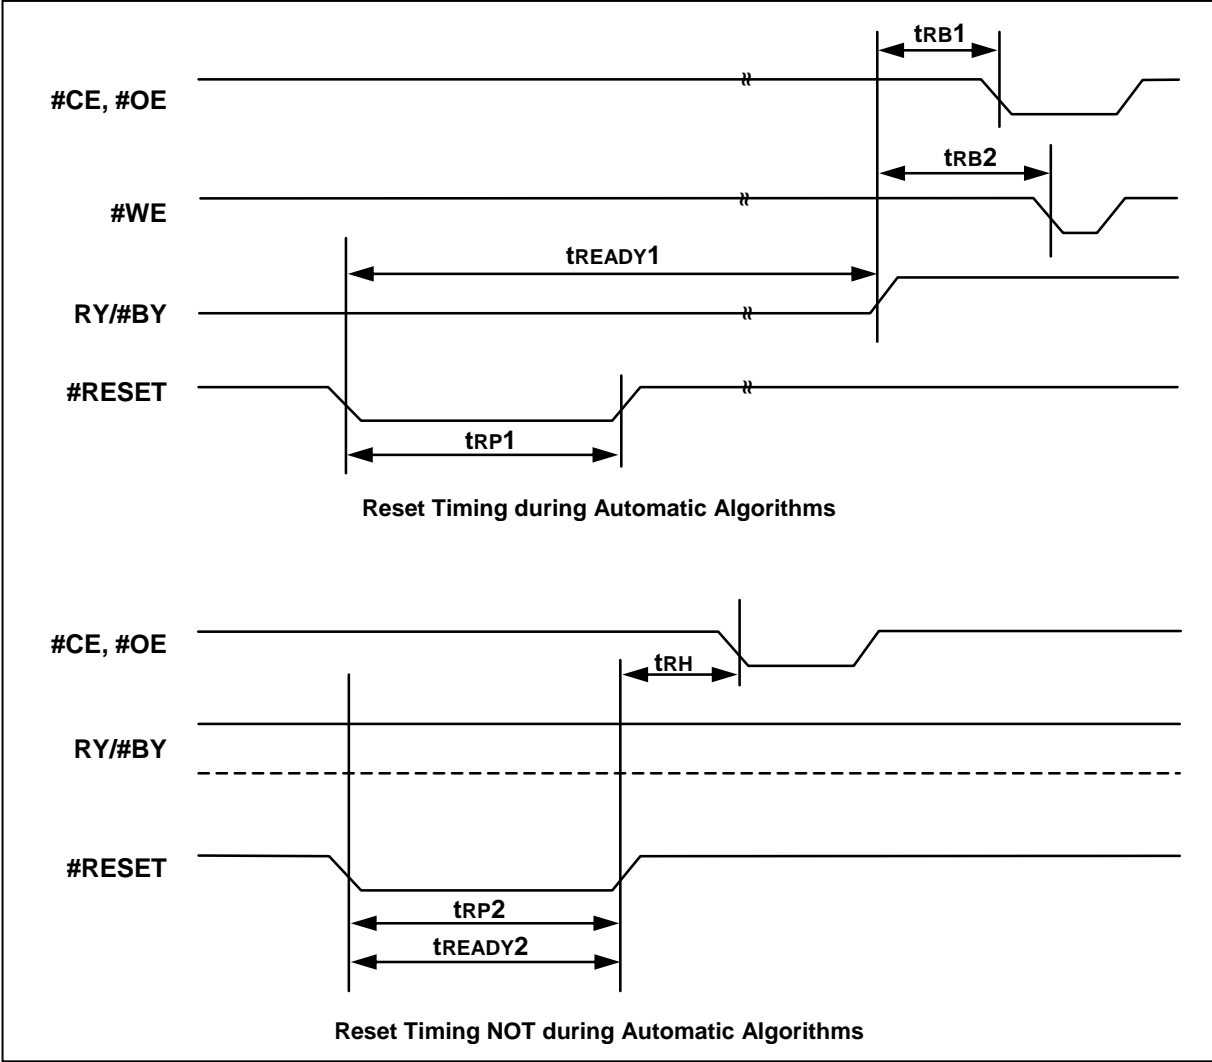 tRB1
#CE, #OE
tRB2
#WE
tREADY1
RY/#BY
#RESET
tRP1
Reset Timing during Automatic Algorithms
#CE, #OE
tRH
RY/#BY
#RESET
tRP2
tREADY2
Reset Timing NOT during Automatic Algorithms